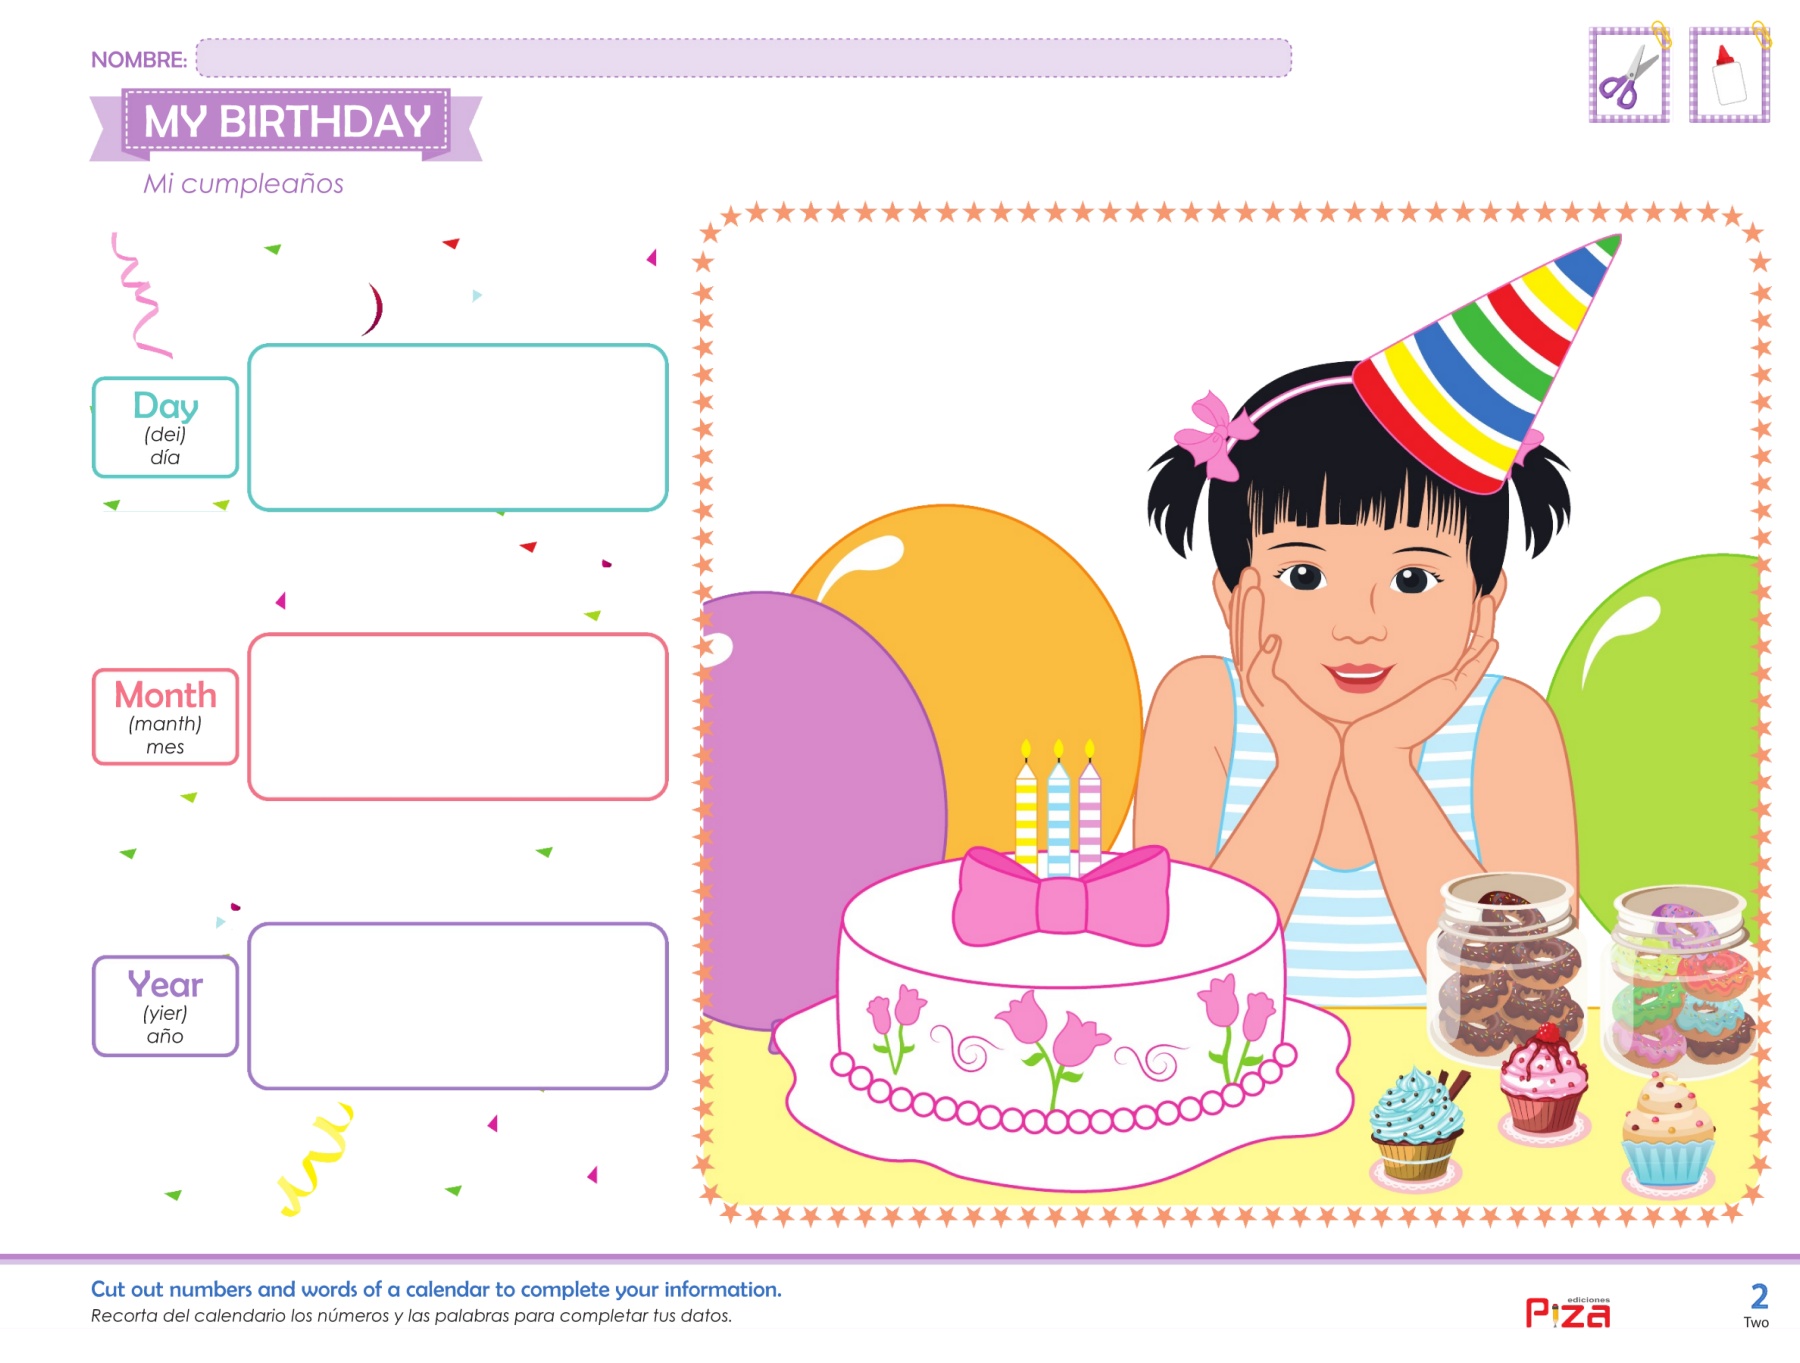 NOMBRE:
MY BIRTHDAY
Mi cumpleaños
Day
(dei)
día
Month
(manth)
mes
Year
(yier)
año
Cut out numbers and words of a calendar to complete your information.
Recorta del calendario los números y las palabras para completar tus datos.
ediciones
Piza
2
Two